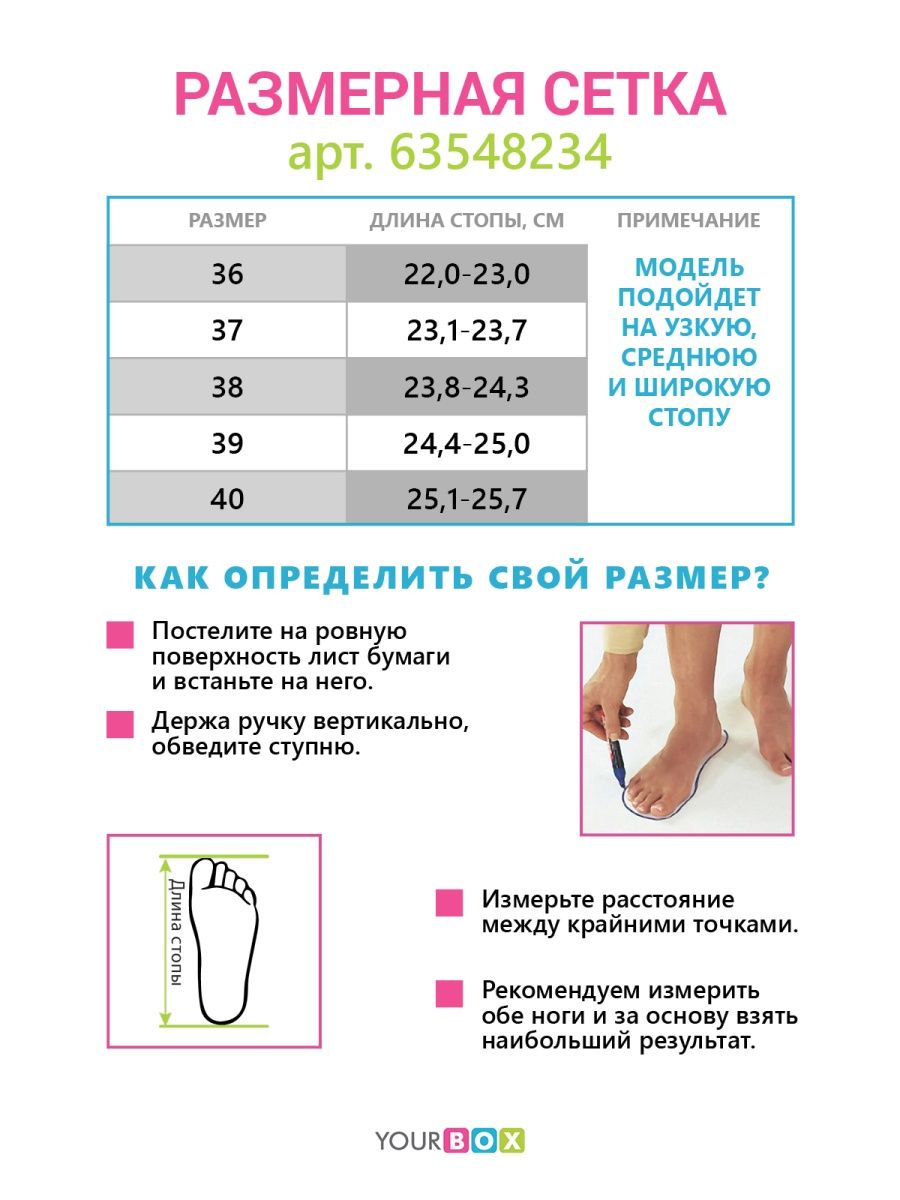 РАЗМЕРНАЯ СЕТКА
арт. 63548234
РАЗМЕР ДЛИНА СТОПЫ, СМ ПРИМЕЧАНИЕ
36 22,0-23,0
37 23,1-23,7
38 23,8-24,3
39 24,4-25,0
40 25,1-25,7
МОДЕЛЬ
ПОДОЙДЕТ
НА УЗКУЮ,
СРЕДНЮЮ
И ШИРОКУЮ
СТОПУ
КАК ОПРЕДЕЛИТЬ СВОЙ РАЗМЕР?
Постелите на ровную
поверхность лист бумаги
и встаньте на него.
Держа ручку вертикально,
обведите ступню.
Длина стопы
Измерьте расстояние
между крайними точками.
Рекомендуем измерить
обе ноги и за основу взять
наибольший результат.
YOURBOX